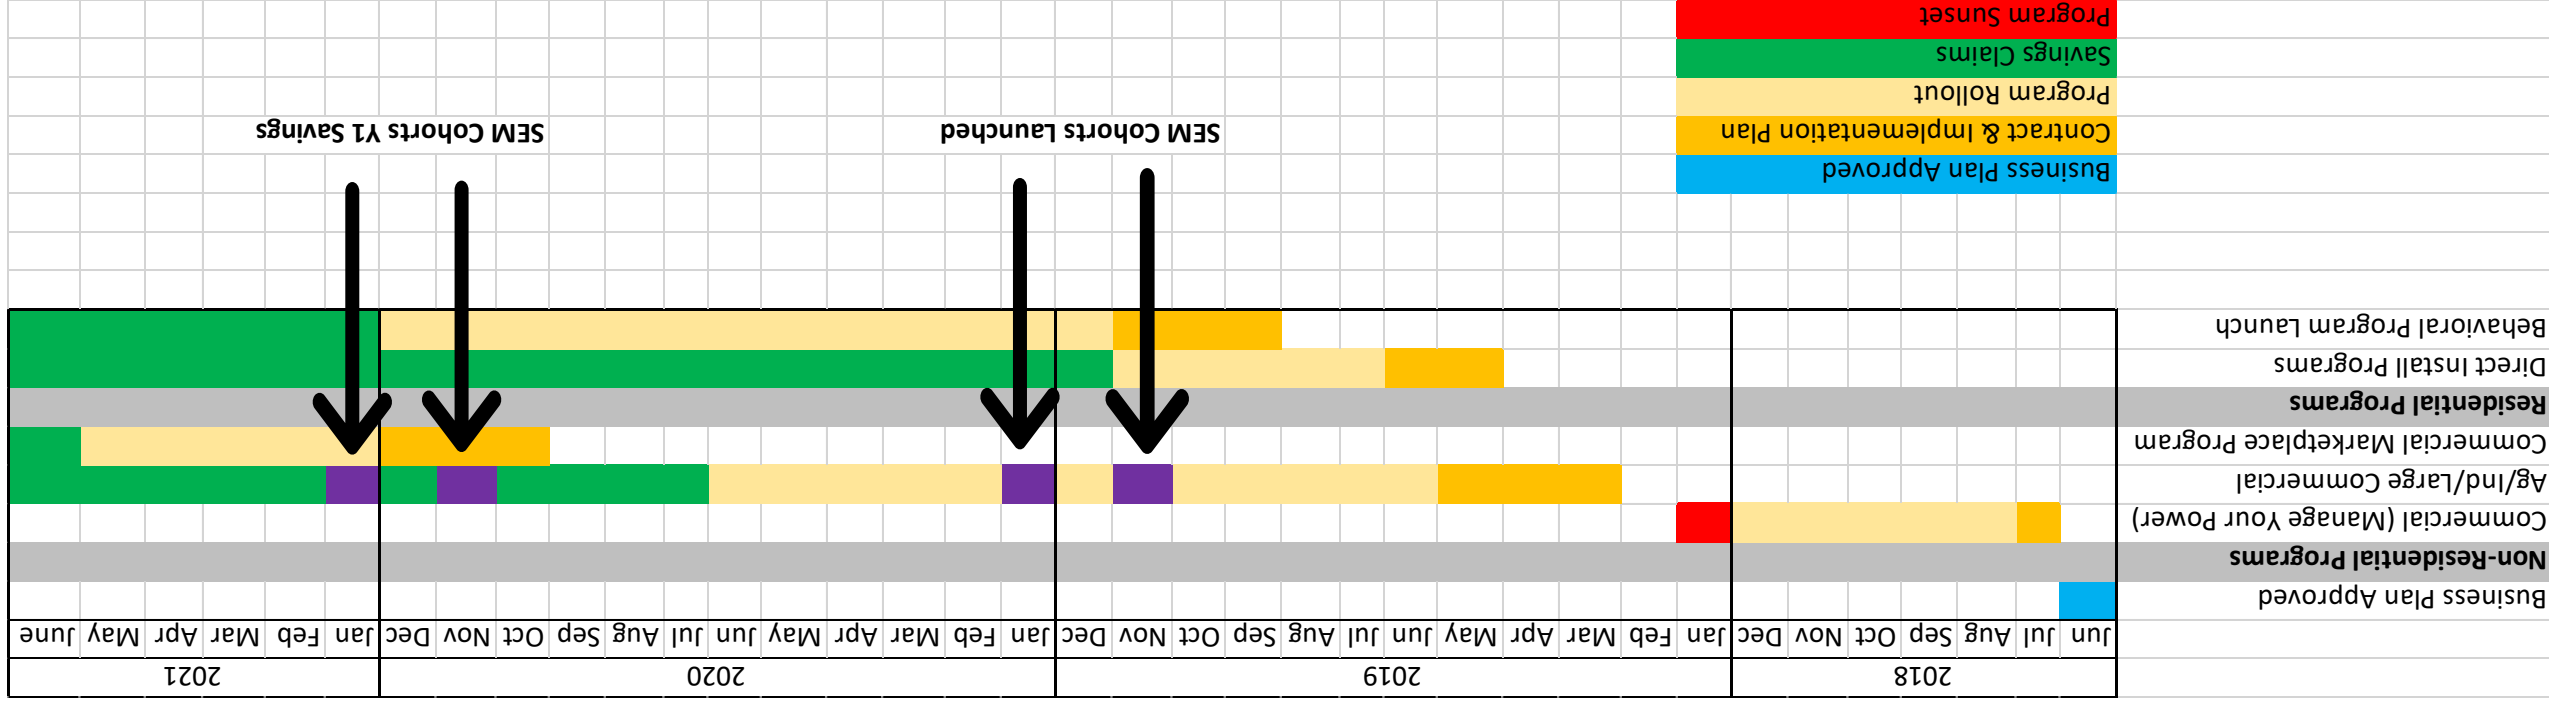 2018 2019 2020 2021
Jun Jul Aug Sep Oct Nov Dec Jan Feb Mar Apr May Jun Jul Aug Sep Oct Nov Dec Jan Feb Mar Apr May Jun Jul Aug Sep Oct Nov Dec Jan Feb Mar Apr May June
Business Plan Approved
Non-Residential Programs
Commercial (Manage Your Power)
Ag/Ind/Large Commercial
Commercial Marketplace Program
Residential Programs
Direct Install Programs
Behavioral Program Launch
Business Plan Approved
Contract & Implementation Plan
SEM Cohorts Launched
SEM Cohorts Y1 Savings
Program Rollout
Savings Claims
Program Sunset